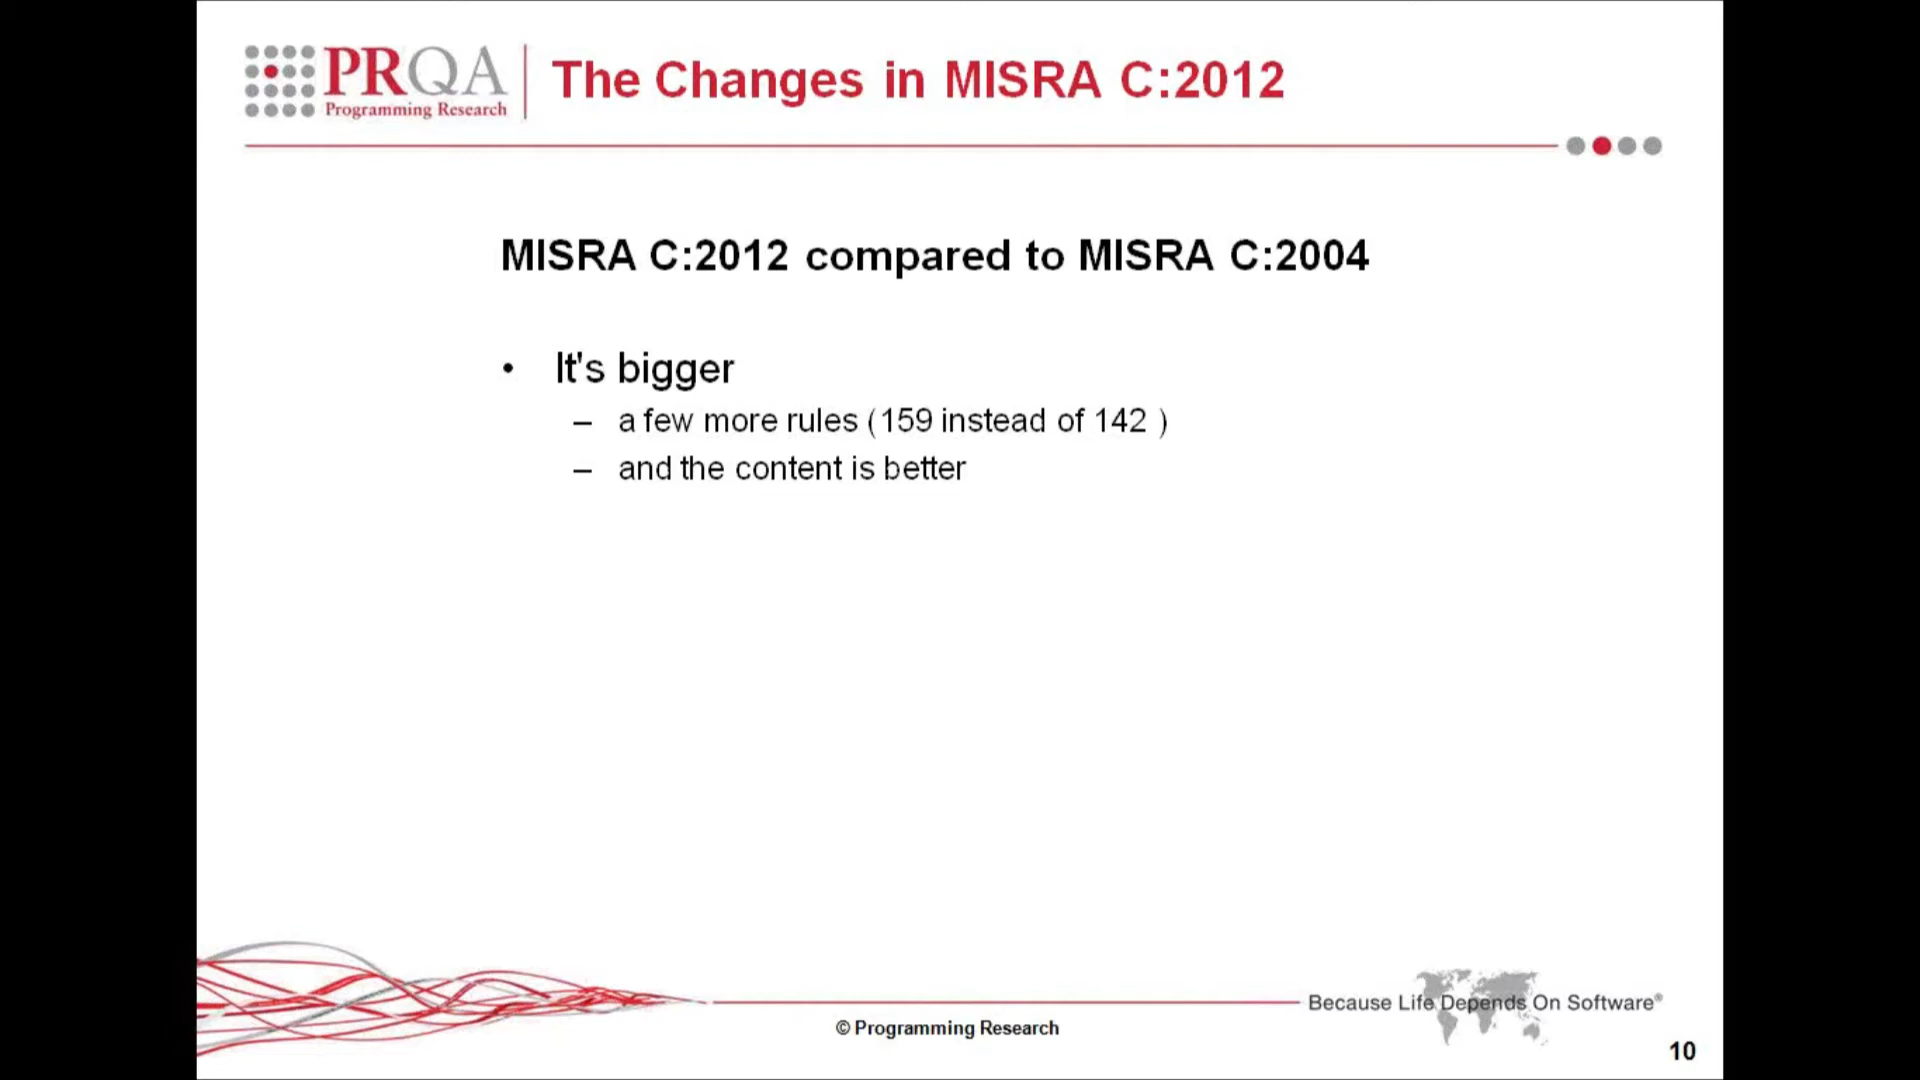 PRQA
Programming Research
The Changes in MISRA C:2012
MISRA C:2012 compared to MISRA C:2004
• It's bigger
– a few more rules (159 instead of 142 )
– and the content is better
Because Life Depends On Software®
© Programming Research
10